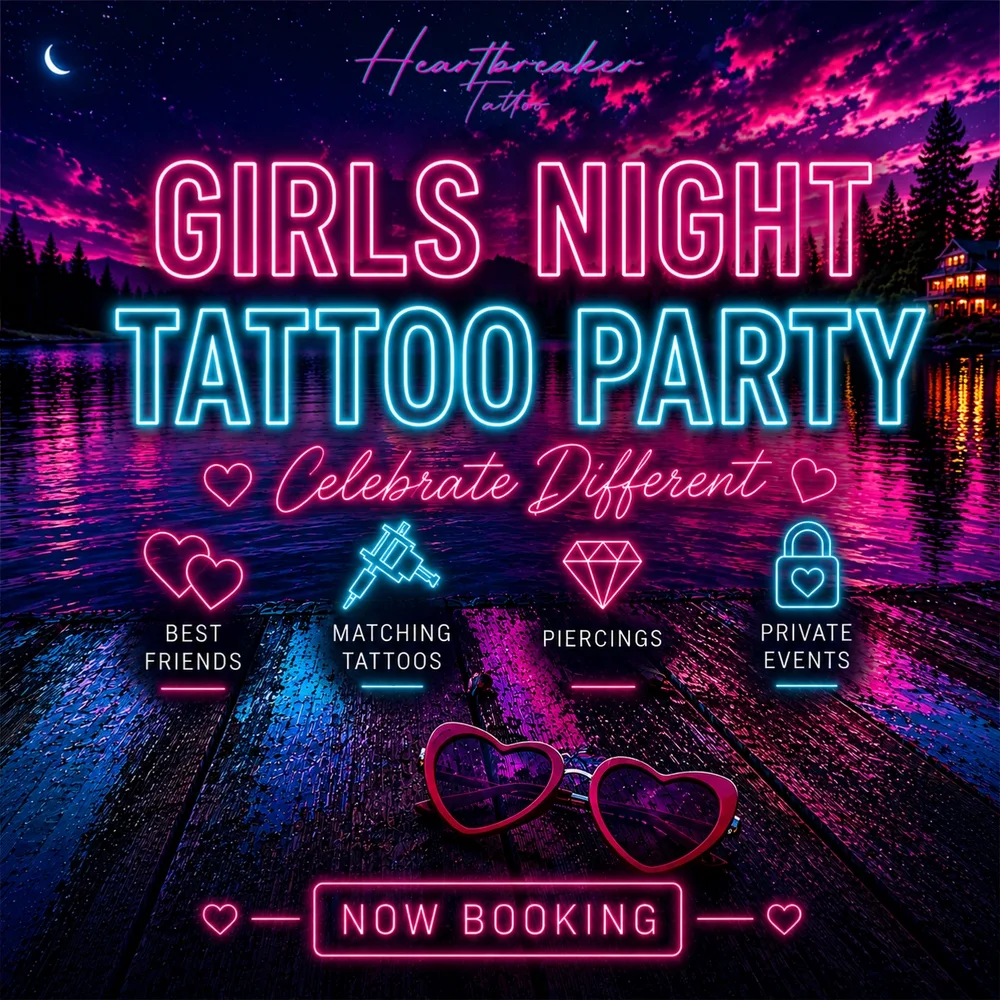 Heartbreaker
Tattoo
GIRLS NIGHT
TATTOO PARTY
Celebrate Different
BEST
FRIENDS
MATCHING
TATTOOS
PIERCINGS
PRIVATE
EVENTS
NOW BOOKING